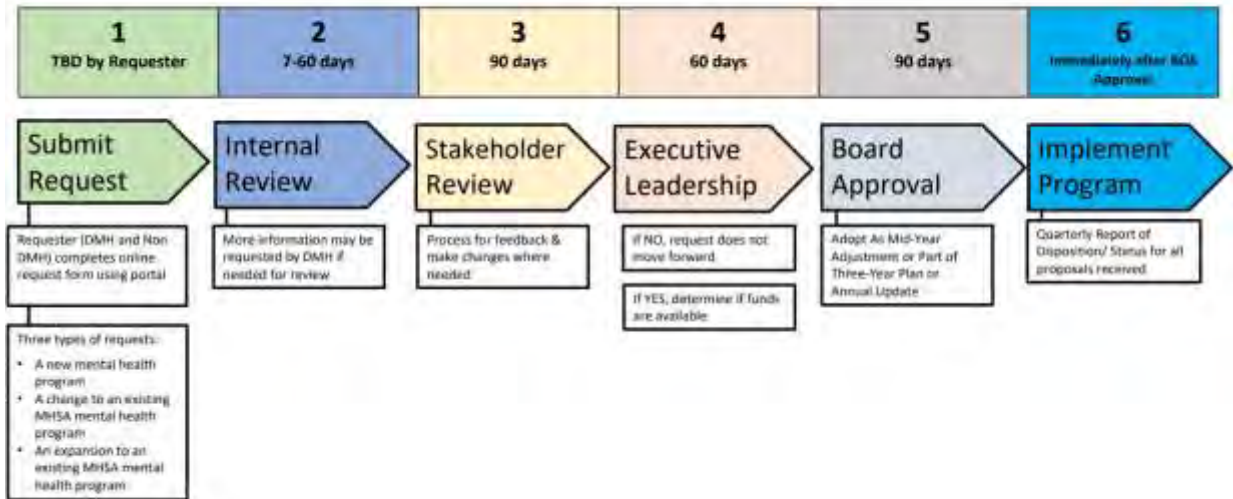 1
TBD by Requester
2
7-60 days
3
90 days
4
60 days
5
90 days
6
Immediately after BOS
Approval
Submit
Request
Internal
Review
Stakeholder
Review
Executive
Leadership
Board
Approval
Implement
Program
Requester (DMH and Non
DMH) completes online
request form using portal
More information may be
requested by DMH if
needed for review
Process for feedback &
make changes where
needed
If NO, request does not
move forward
If YES, determine if funds
are available
Adopt As Mid-Year
Adjustment or Part of
Three-Year Plan or
Annual Update
Quarterly Report of
Disposition/ Status for all
proposals received
Three types of requests:
• A new mental health
program
• A change to an existing
MHSA mental health
program
• An expansion to an
existing MHSA mental
health program